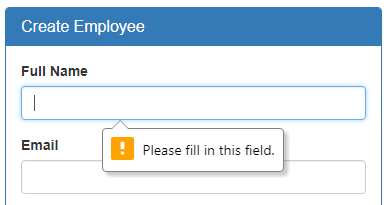 Create Employee
Full Name
Please fill in this field.
Email